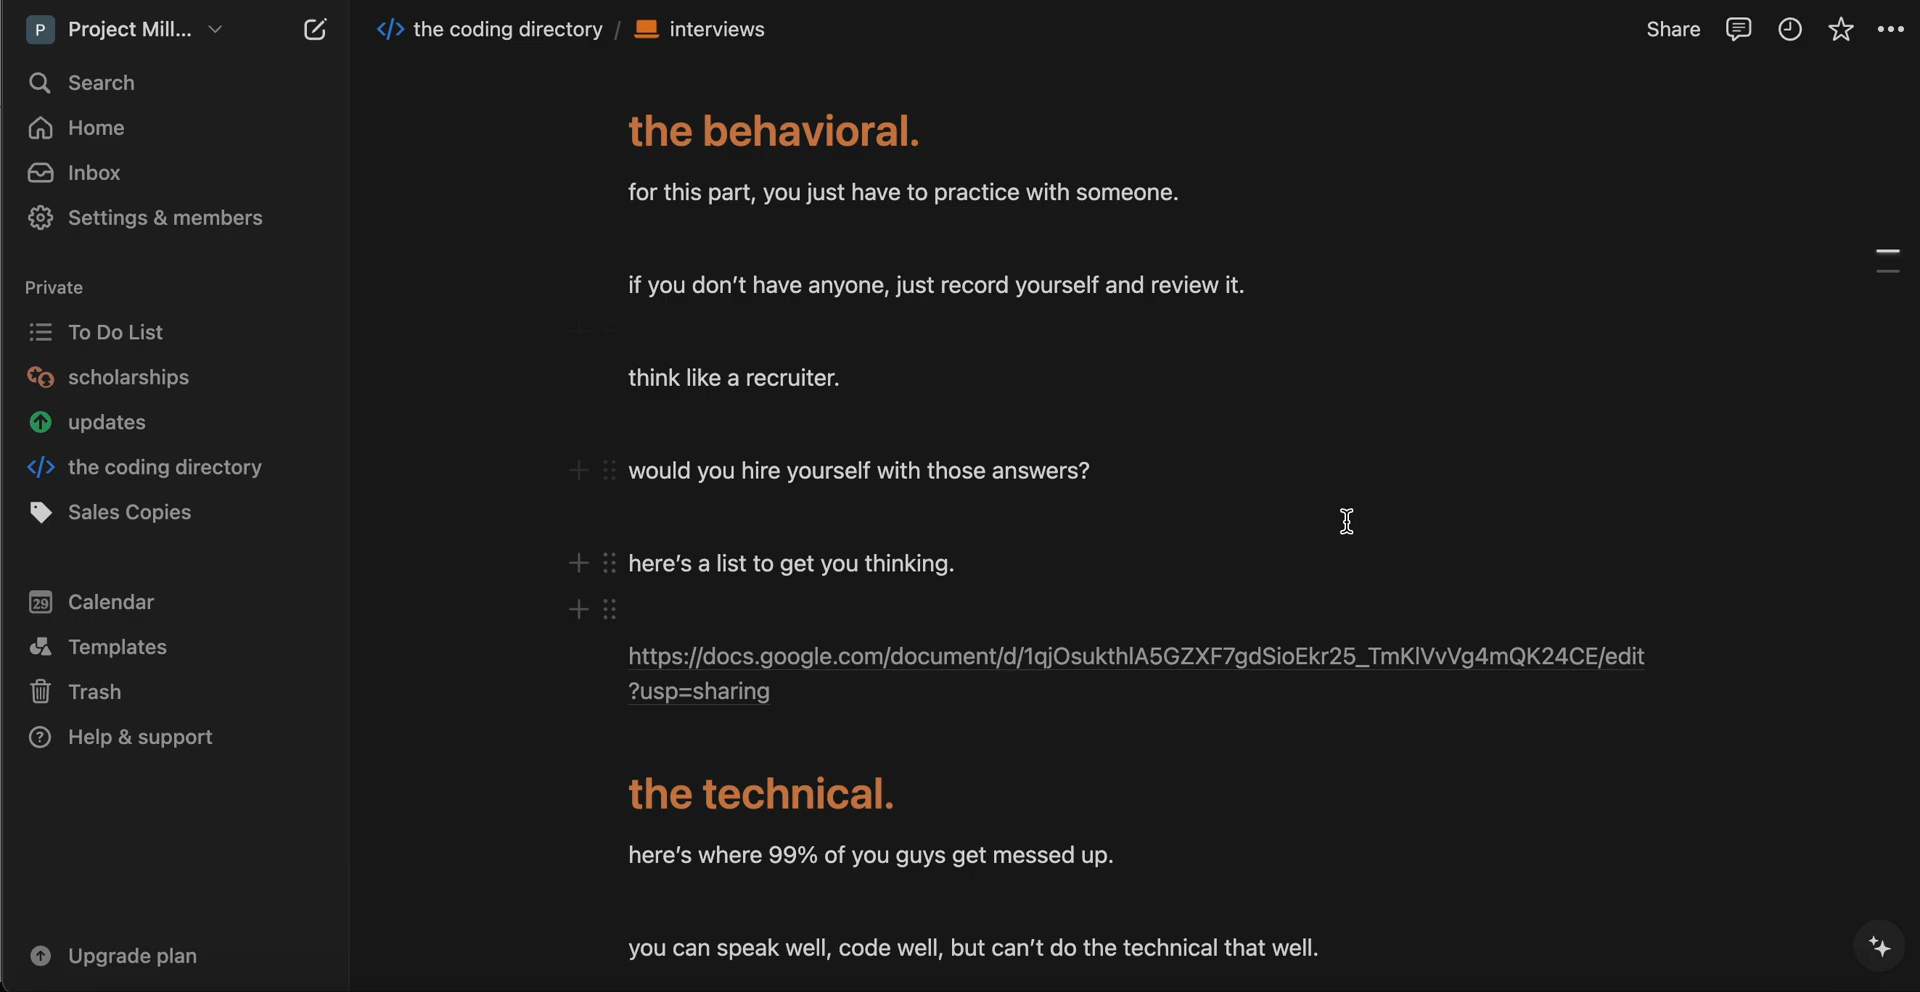 P Project Mill...
the coding directory / interviews
Share
Search
Home
Inbox
Settings & members
Private
To Do List
scholarships
updates
the coding directory
Sales Copies
29 Calendar
Templates
Trash
Help & support
Upgrade plan
the behavioral.
for this part, you just have to practice with someone.
if you don't have anyone, just record yourself and review it.
think like a recruiter.
would you hire yourself with those answers?
here's a list to get you thinking.
https://docs.google.com/document/d/1qjOsukthlA5GZXF7gdSioEkr25_TmKlVvVg4mQK24CE/edit
?usp=sharing
the technical.
here's where 99% of you guys get messed up.
you can speak well, code well, but can't do the technical that well.